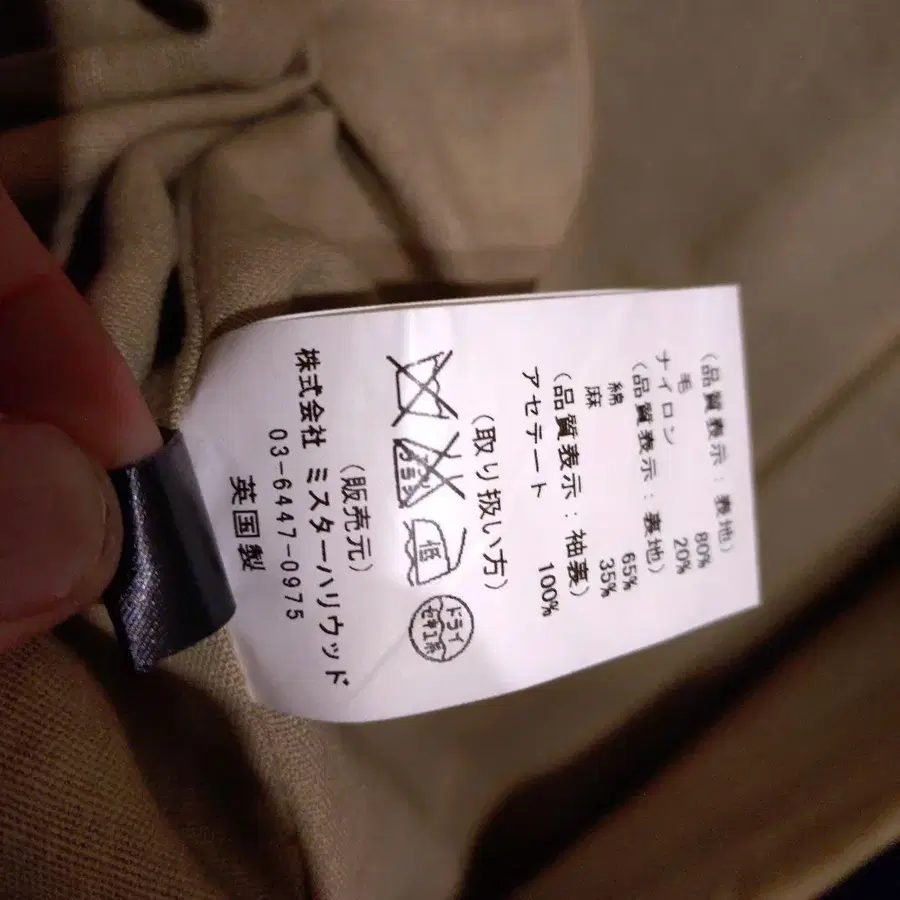 (品質表示：表地)
毛 80%
ナイロン 20%
(品質表示：裏地)
綿 65%
麻 35%
(品質表示：袖裏)
アセテート 100%
(取り扱い方)
低
ドライ
セキユ系
(販売元)
株式会社 ミスターハリウッド
03-6447-0975
英国製